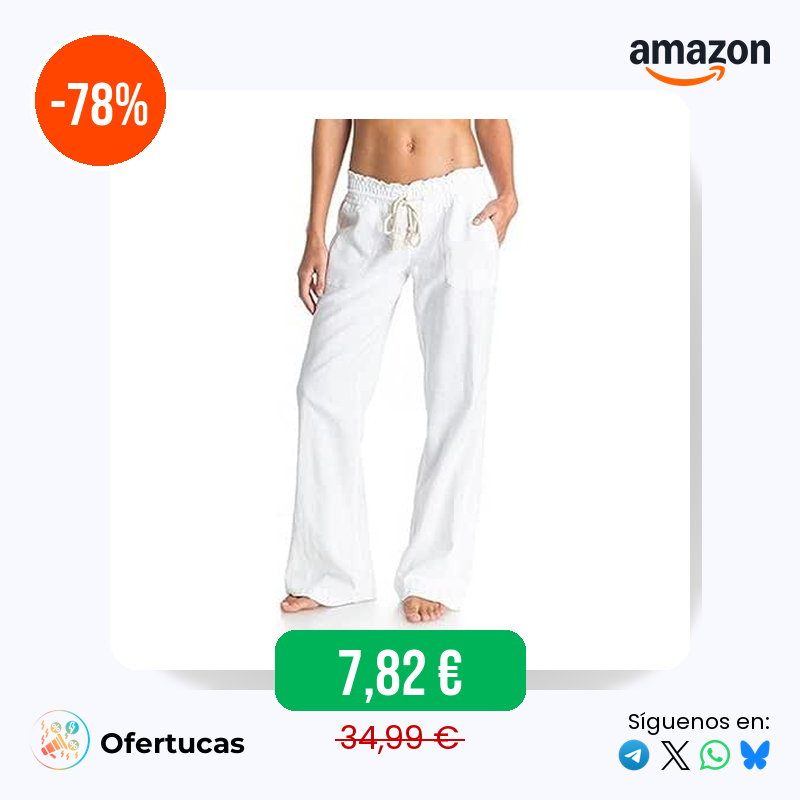 -78%
amazon
7,82 €
34,99 €
Ofertucas
Síguenos en: